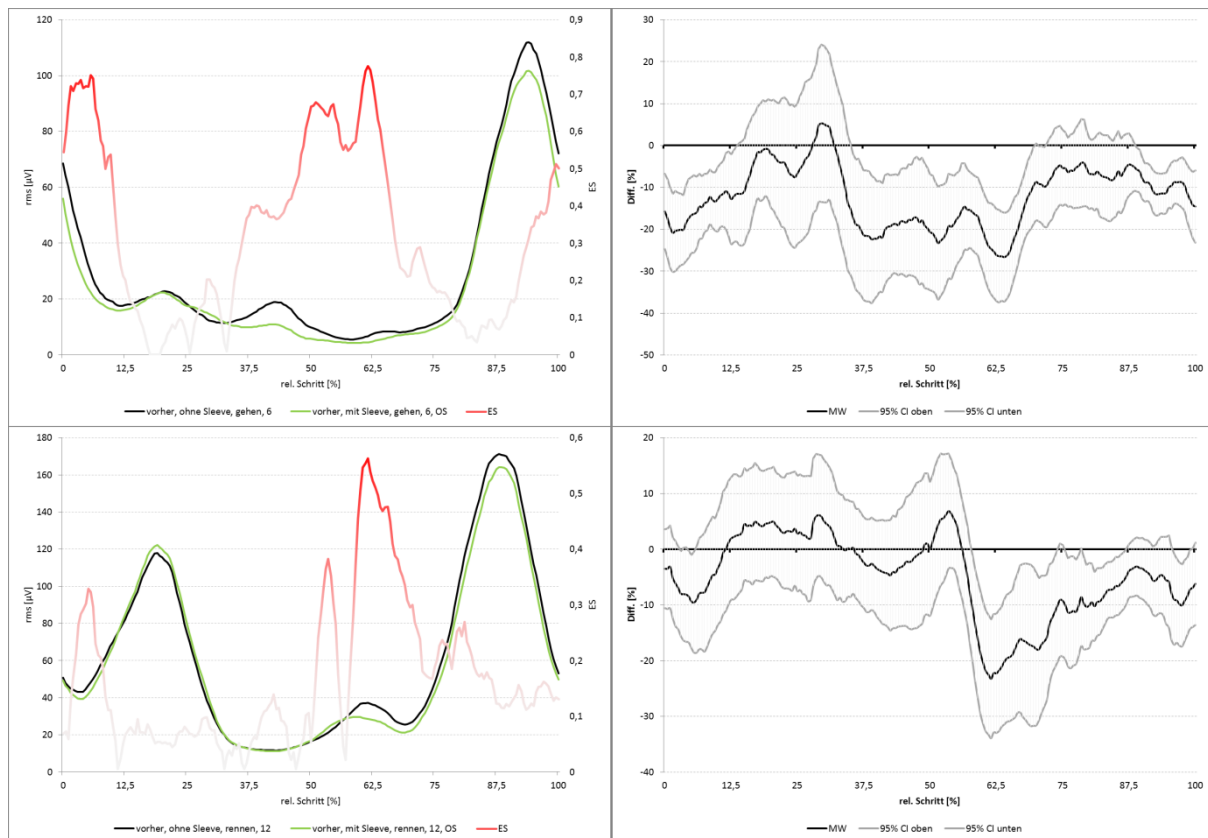 120
100
80
60
40
20
0
rms [µV]
0,9
0,8
0,7
0,6
0,5
0,4
0,3
0,2
0,1
0
ES
0 12,5 25 37,5 50 62,5 75 87,5 100
rel. Schritt [%]
vorher, ohne Sleeve, gehen, 6 vorher, mit Sleeve, gehen, 6, OS ES
30
20
10
0
-10
-20
-30
-40
-50
Diff. [%]
0 12,5 25 37,5 50 62,5 75 87,5 100
rel. Schritt [%]
MW 95% CI oben 95% CI unten
180
160
140
120
100
80
60
40
20
0
rms [µV]
0,6
0,5
0,4
0,3
0,2
0,1
0
ES
0 12,5 25 37,5 50 62,5 75 87,5 100
rel. Schritt [%]
vorher, ohne Sleeve, rennen, 12 vorher, mit Sleeve, rennen, 12, OS ES
20
10
0
-10
-20
-30
-40
Diff. [%]
0 12,5 25 37,5 50 62,5 75 87,5 100
rel. Schritt [%]
MW 95% CI oben 95% CI unten